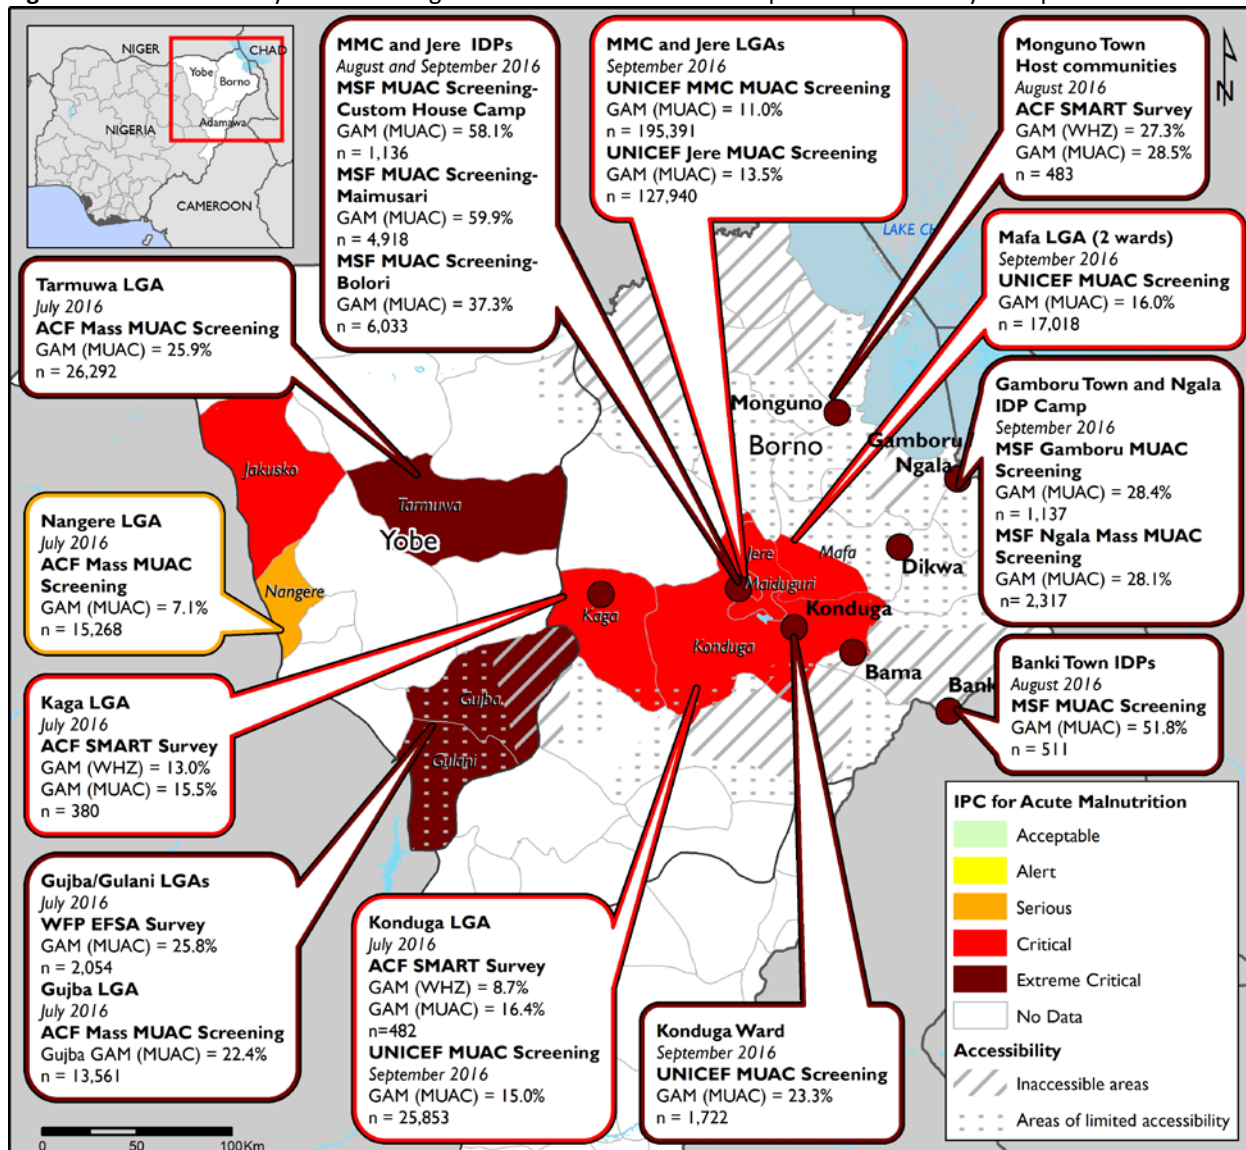 NIGER
CHAD
Yobe
Borno
Adamawa
NIGERIA
CAMEROON
MMC and Jere IDPs
August and September 2016
MSF MUAC Screening-
Custom House Camp
GAM (MUAC) = 58.1%
n = 1,136
MSF MUAC Screening-
Maimusari
GAM (MUAC) = 59.9%
n = 4,918
MSF MUAC Screening-
Bolori
GAM (MUAC) = 37.3%
n = 6,033
MMC and Jere LGAs
September 2016
UNICEF MMC MUAC Screening
GAM (MUAC) = 11.0%
n = 195,391
UNICEF Jere MUAC Screening
GAM (MUAC) = 13.5%
n = 127,940
Monguno Town
Host communities
August 2016
ACF SMART Survey
GAM (WHZ) = 27.3%
GAM (MUAC) = 28.5%
n = 483
N
LAKE CH
Mafa LGA (2 wards)
September 2016
UNICEF MUAC Screening
GAM (MUAC) = 16.0%
n = 17,018
Tarmuwa LGA
July 2016
ACF Mass MUAC Screening
GAM (MUAC) = 25.9%
n = 26,292
Gamboru Town and Ngala
IDP Camp
September 2016
MSF Gamboru MUAC
Screening
GAM (MUAC) = 28.4%
n = 1,137
MSF Ngala Mass MUAC
Screening
GAM (MUAC) = 28.1%
n= 2,317
Monguno
Borno
Gamboru
Ngala
Jakusko
Tarmuwa
Yobe
Nangere
Jere
Mafa
Maiduguri
Dikwa
Kaga
Konduga
Konduga
Bama
Bank
Gujba
Gulani
Nangere LGA
July 2016
ACF Mass MUAC
Screening
GAM (MUAC) = 7.1%
n = 15,268
Banki Town IDPs
August 2016
MSF MUAC Screening
GAM (MUAC) = 51.8%
n = 511
Kaga LGA
July 2016
ACF SMART Survey
GAM (WHZ) = 13.0%
GAM (MUAC) = 15.5%
n = 380
Gujba/Gulani LGAs
July 2016
WFP EFSA Survey
GAM (MUAC) = 25.8%
n = 2,054
Gujba LGA
July 2016
ACF Mass MUAC Screening
Gujba GAM (MUAC) = 22.4%
n = 13,561
Konduga LGA
July 2016
ACF SMART Survey
GAM (WHZ) = 8.7%
GAM (MUAC) = 16.4%
n=482
UNICEF MUAC Screening
September 2016
GAM (MUAC) = 15.0%
n = 25,853
Konduga Ward
September 2016
UNICEF MUAC Screening
GAM (MUAC) = 23.3%
n = 1,722
IPC for Acute Malnutrition
Acceptable
Alert
Serious
Critical
Extreme Critical
No Data
Accessibility
Inaccessible areas
Areas of limited accessibility
0 50 100 Km